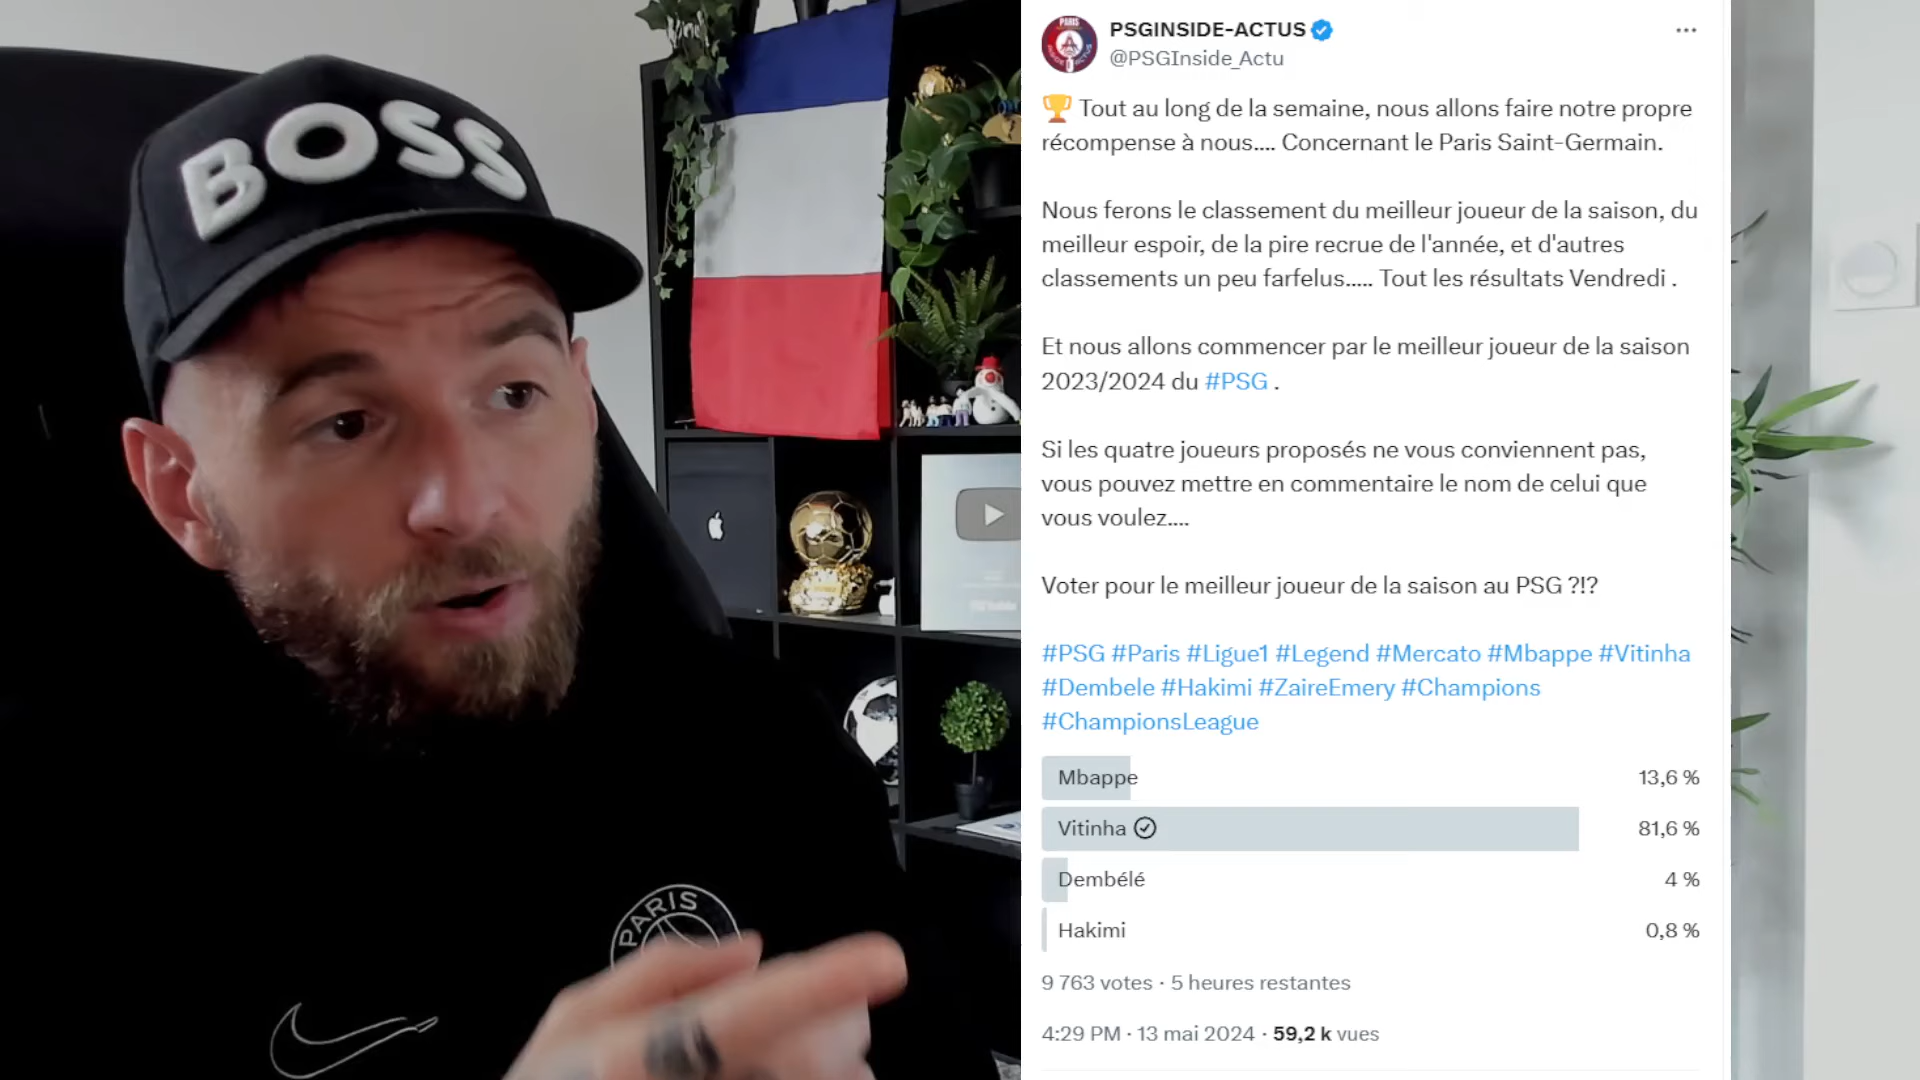 BOSS
PARIS
PARIS
PSGINSIDE-ACTUS
@PSGInside_Actu
🏆 Tout au long de la semaine, nous allons faire notre propre
récompense à nous.... Concernant le Paris Saint-Germain.
Nous ferons le classement du meilleur joueur de la saison, du
meilleur espoir, de la pire recrue de l'année, et d'autres
classements un peu farfelus..... Tout les résultats Vendredi .
Et nous allons commencer par le meilleur joueur de la saison
2023/2024 du #PSG .
Si les quatre joueurs proposés ne vous conviennent pas,
vous pouvez mettre en commentaire le nom de celui que
vous voulez....
Voter pour le meilleur joueur de la saison au PSG ?!?
#PSG #Paris #Ligue1 #Legend #Mercato #Mbappe #Vitinha
#Dembele #Hakimi #ZaireEmery #Champions
#ChampionsLeague
Mbappe 13,6 %
Vitinha 81,6 %
Dembélé 4 %
Hakimi 0,8 %
9 763 votes · 5 heures restantes
4:29 PM · 13 mai 2024 · 59,2 k vues